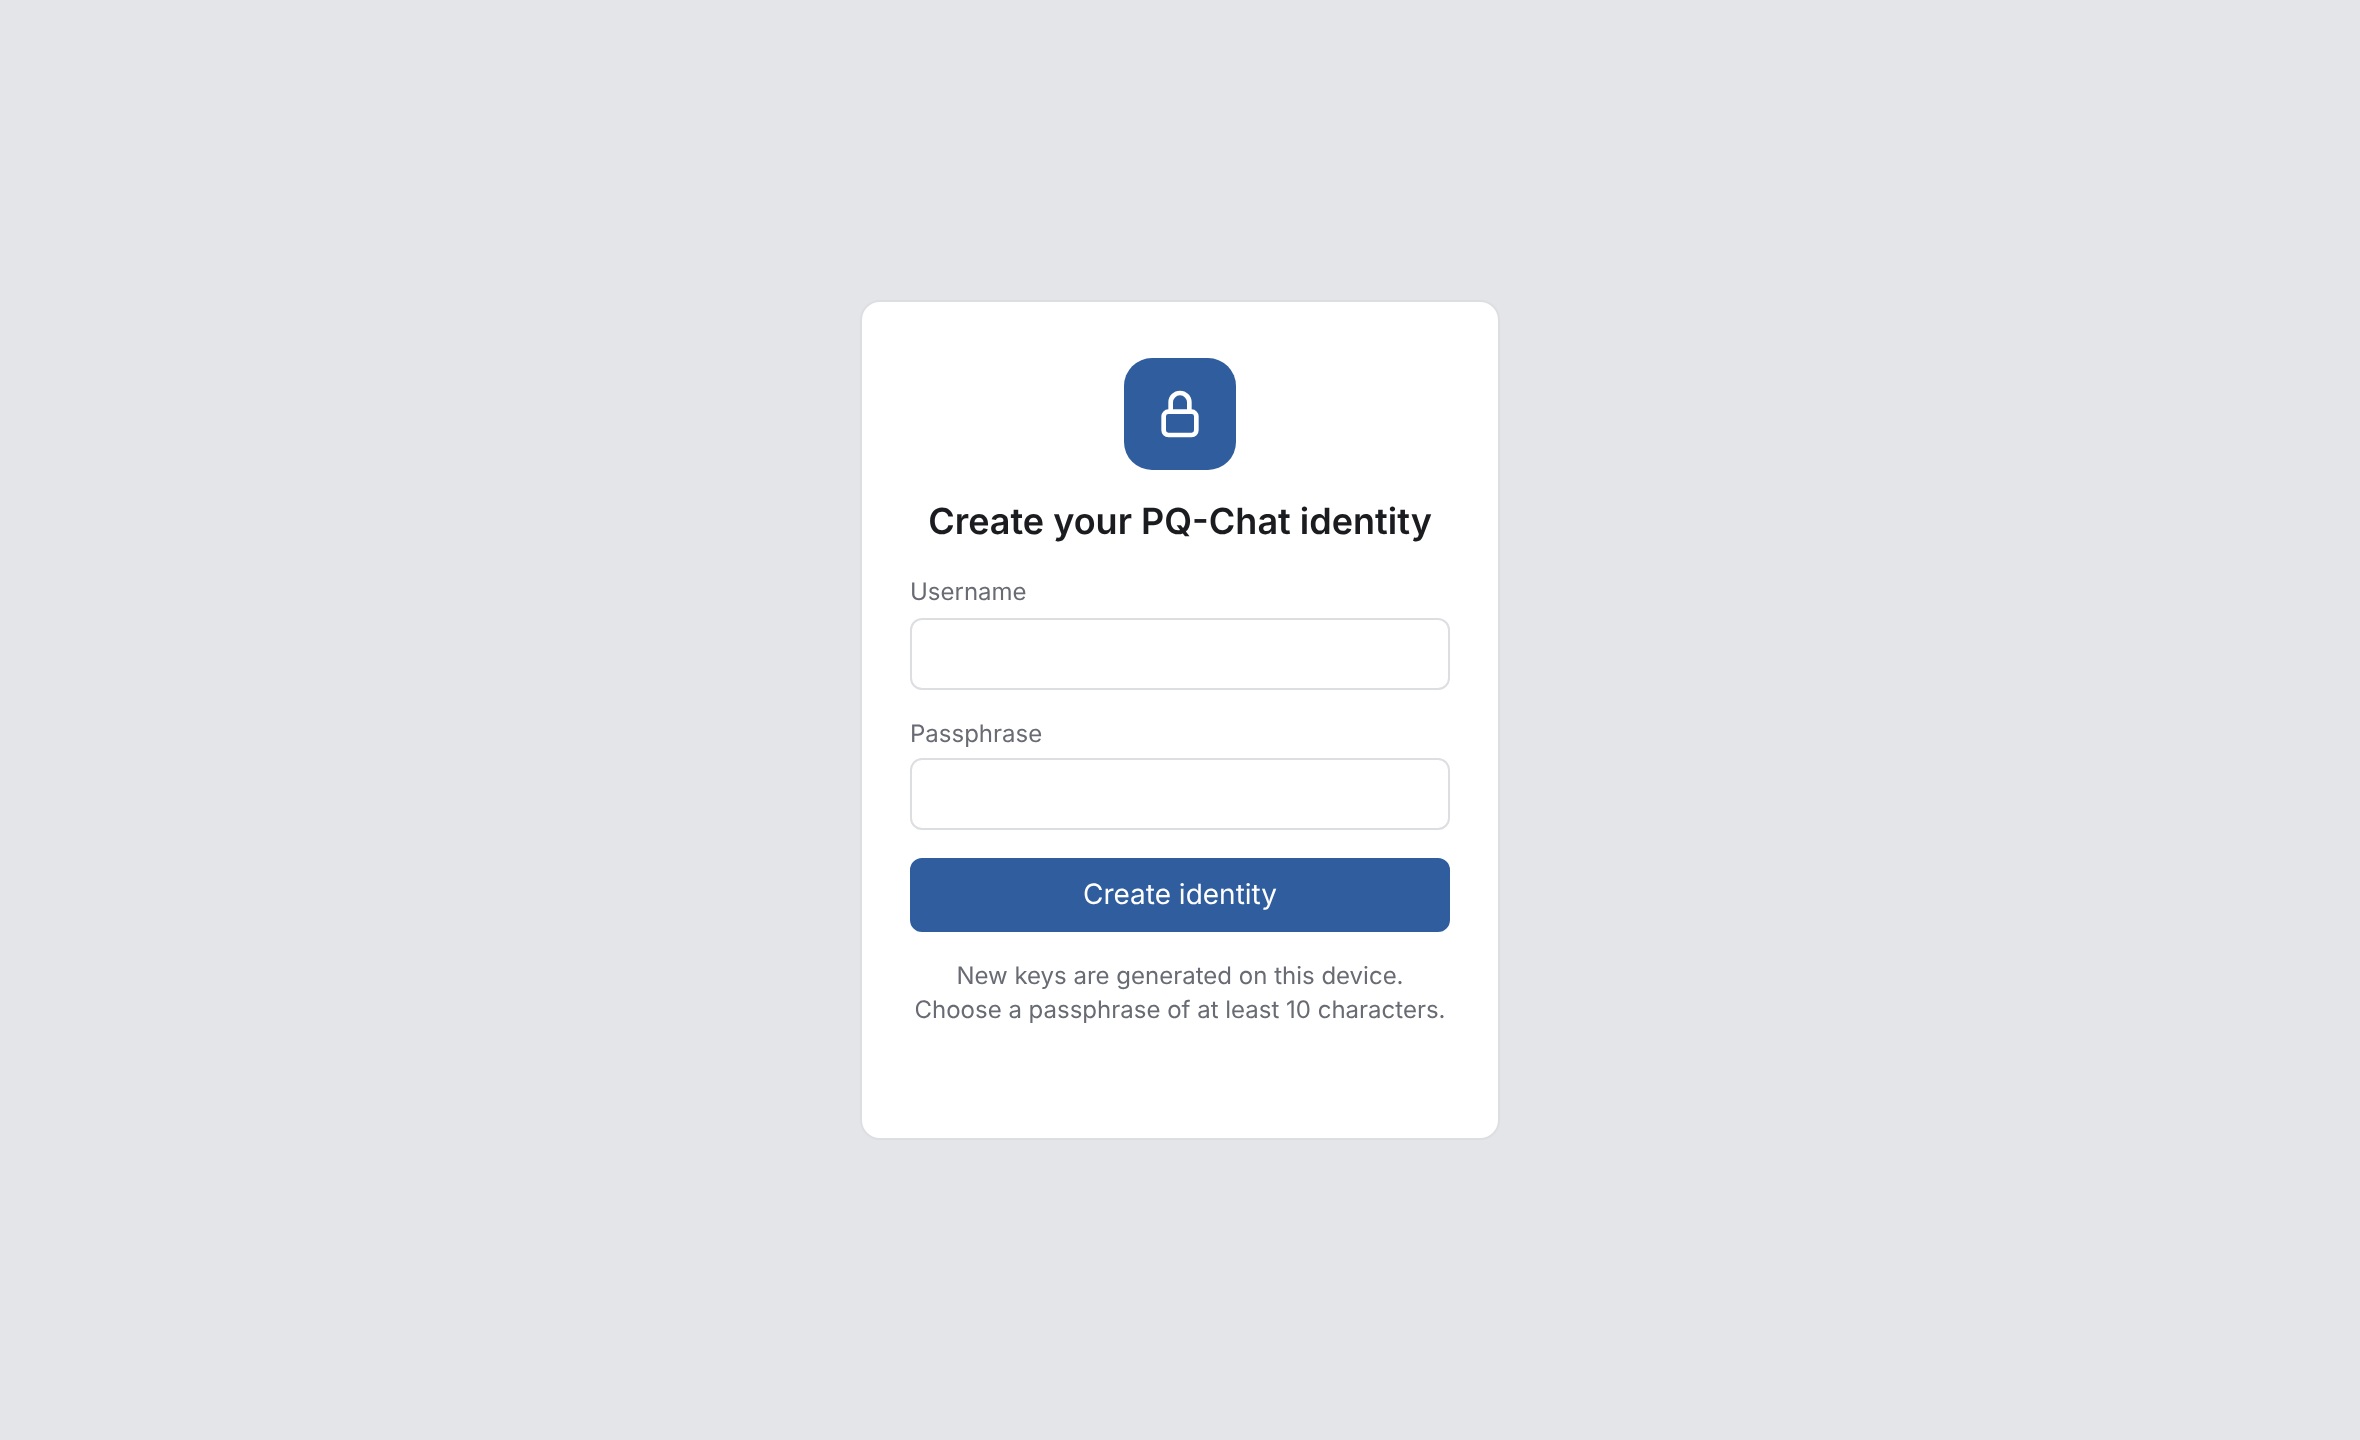 Create your PQ-Chat identity
Username
Passphrase
Create identity
New keys are generated on this device.
Choose a passphrase of at least 10 characters.